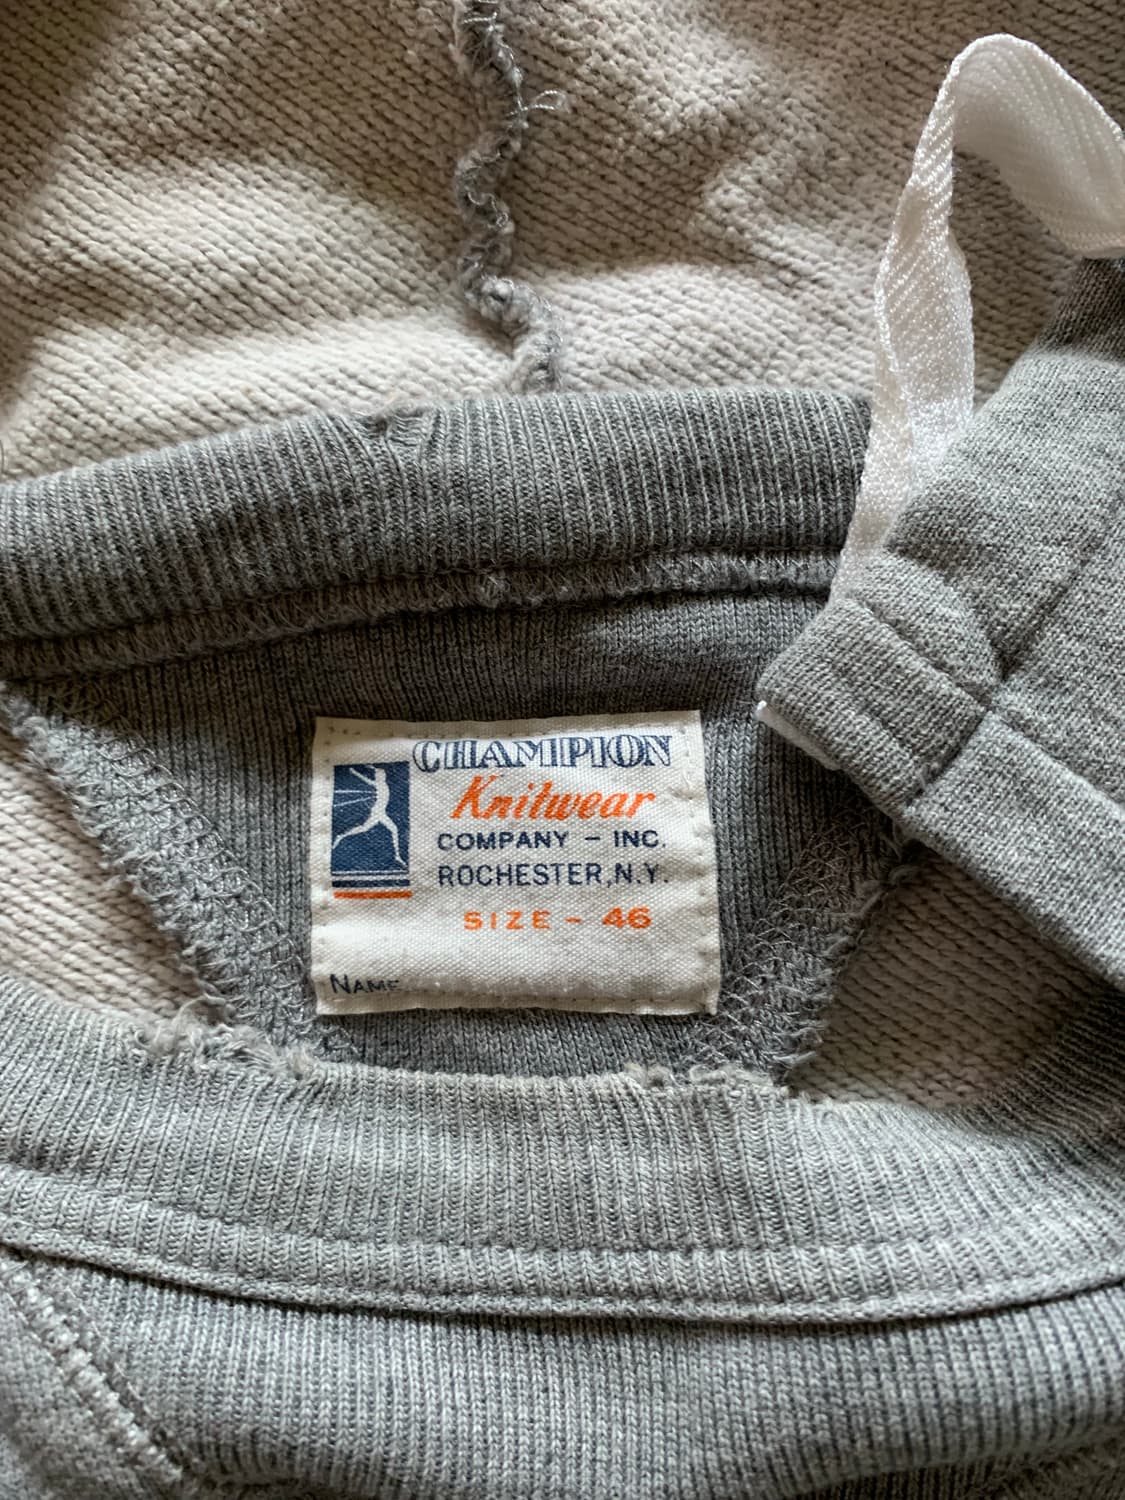 CHAMPION
Knitwear
COMPANY – INC.
ROCHESTER, N.Y.
SIZE – 46
NAME